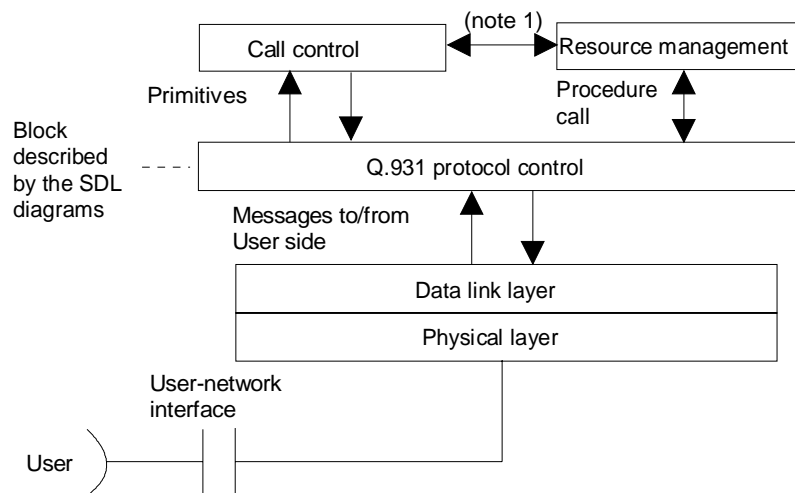 (note 1)
Call control
Resource management
Primitives
Procedure
call
Block
described
by the SDL
diagrams
Q.931 protocol control
Messages to/from
User side
Data link layer
Physical layer
User-network
interface
User